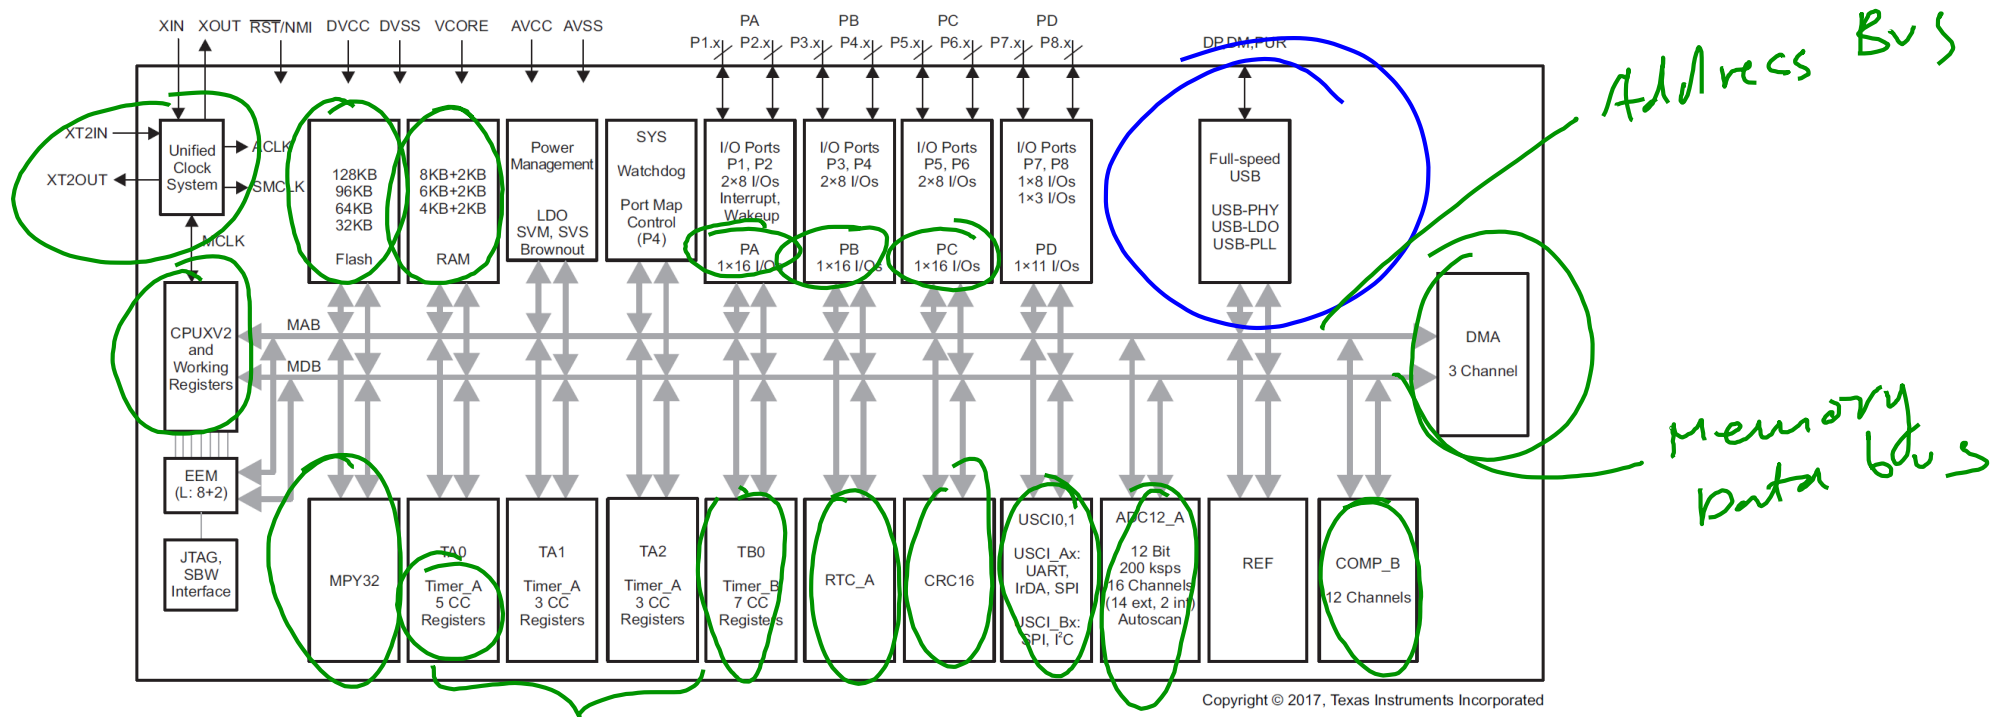 XIN XOUT RST/NMI DVCC DVSS VCORE AVCC AVSS
PA PB PC PD
P1.x P2.x P3.x P4.x P5.x P6.x P7.x P8.x
DP,DM,PUR
Address Bus
XT2IN
XT2OUT
Unified
Clock
System
ACLK
SMCLK
MCLK
128KB
96KB
64KB
32KB
Flash
8KB+2KB
6KB+2KB
4KB+2KB
RAM
Power
Management
LDO
SVM, SVS
Brownout
SYS
Watchdog
Port Map
Control
(P4)
I/O Ports
P1, P2
2×8 I/Os
Interrupt,
Wakeup
PA
1×16 I/Os
I/O Ports
P3, P4
2×8 I/Os
PB
1×16 I/Os
I/O Ports
P5, P6
2×8 I/Os
PC
1×16 I/Os
I/O Ports
P7, P8
1×8 I/Os
1×3 I/Os
PD
1×11 I/Os
Full-speed
USB
USB-PHY
USB-LDO
USB-PLL
CPUXV2
and
Working
Registers
MAB
MDB
DMA
3 Channel
Memory
Data bus
EEM
(L: 8+2)
JTAG,
SBW
Interface
MPY32
TA0
Timer_A
5 CC
Registers
TA1
Timer_A
3 CC
Registers
TA2
Timer_A
3 CC
Registers
TB0
Timer_B
7 CC
Registers
RTC_A
CRC16
USCI0,1
USCI_Ax:
UART,
IrDA, SPI
USCI_Bx:
SPI, I²C
ADC12_A
12 Bit
200 ksps
16 Channels
(14 ext, 2 int)
Autoscan
REF
COMP_B
12 Channels
Copyright © 2017, Texas Instruments Incorporated